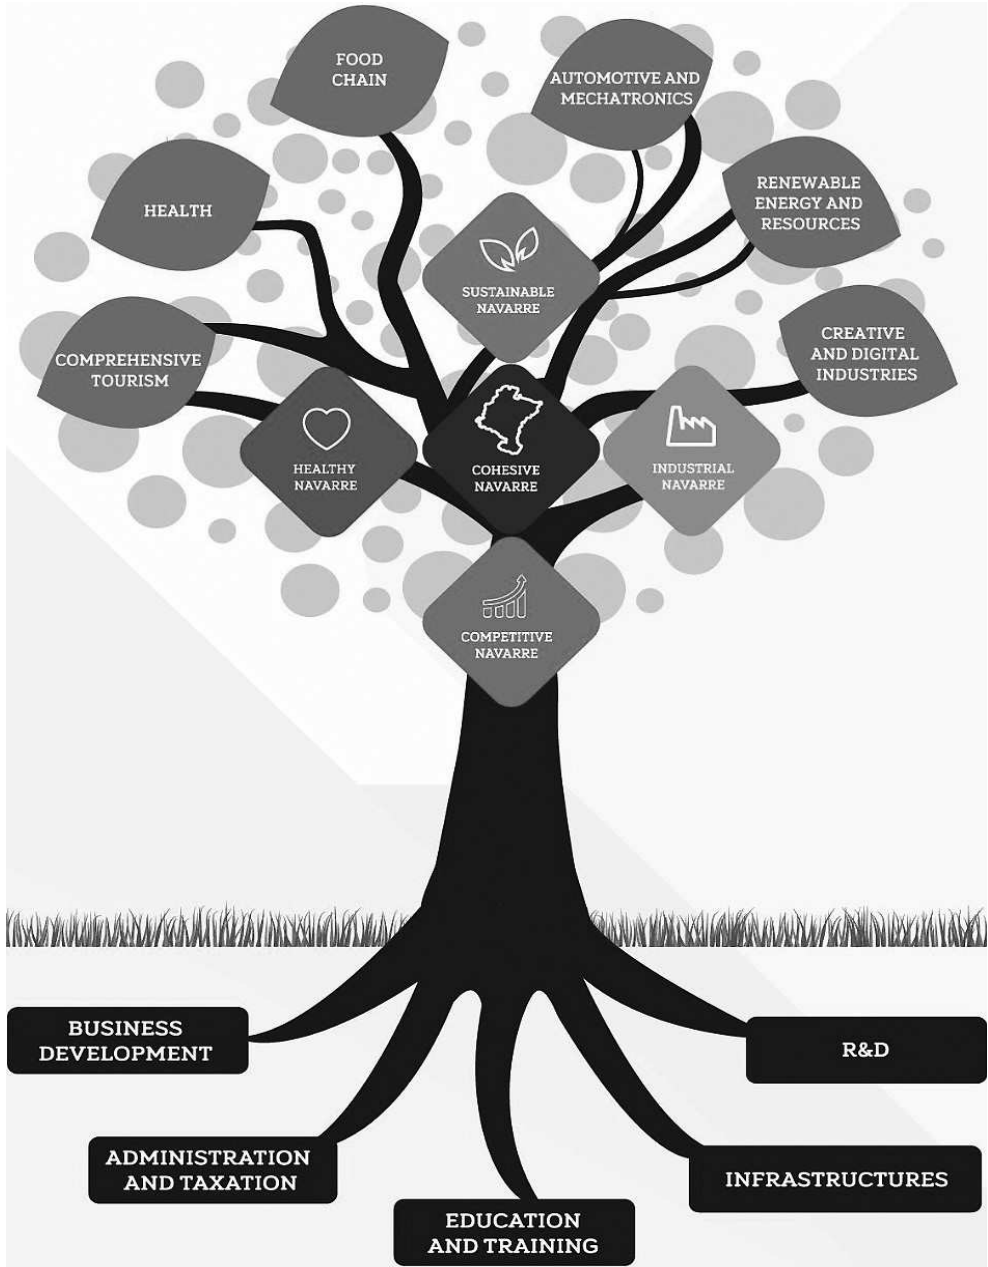 FOOD
CHAIN
AUTOMOTIVE AND
MECHATRONICS
HEALTH
RENEWABLE
ENERGY AND
RESOURCES
SUSTAINABLE
NAVARRE
COMPREHENSIVE
TOURISM
CREATIVE
AND DIGITAL
INDUSTRIES
HEALTHY
NAVARRE
COHESIVE
NAVARRE
INDUSTRIAL
NAVARRE
COMPETITIVE
NAVARRE
BUSINESS
DEVELOPMENT
R&D
ADMINISTRATION
AND TAXATION
INFRASTRUCTURES
EDUCATION
AND TRAINING